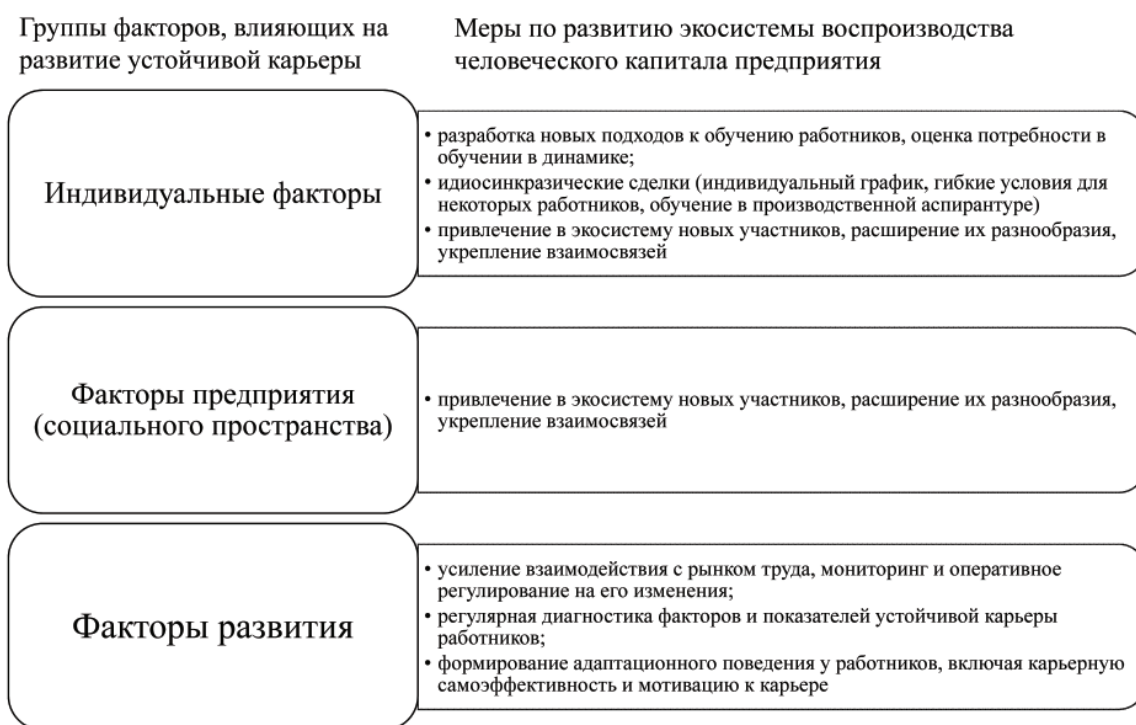 Группы факторов, влияющих на
развитие устойчивой карьеры
Меры по развитию экосистемы воспроизводства
человеческого капитала предприятия
Индивидуальные факторы
• разработка новых подходов к обучению работников, оценка потребности в
обучении в динамике;
• идиосинкразические сделки (индивидуальный график, гибкие условия для
некоторых работников, обучение в производственной аспирантуре)
• привлечение в экосистему новых участников, расширение их разнообразия,
укрепление взаимосвязей
Факторы предприятия
(социального пространства)
• привлечение в экосистему новых участников, расширение их разнообразия,
укрепление взаимосвязей
Факторы развития
• усиление взаимодействия с рынком труда, мониторинг и оперативное
регулирование на его изменения;
• регулярная диагностика факторов и показателей устойчивой карьеры
работников;
• формирование адаптационного поведения у работников, включая карьерную
самоэффективность и мотивацию к карьере